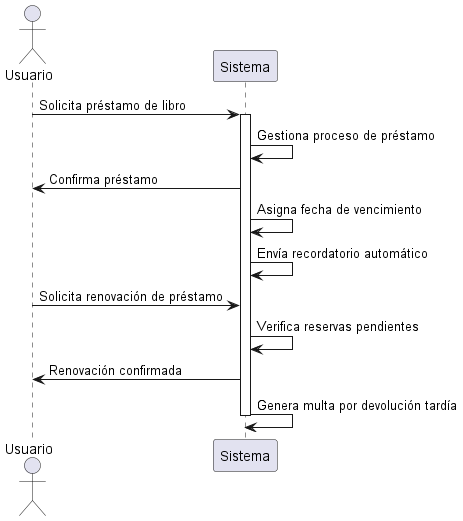 Usuario
Sistema
Solicita préstamo de libro
Gestiona proceso de préstamo
Confirma préstamo
Asigna fecha de vencimiento
Envía recordatorio automático
Solicita renovación de préstamo
Verifica reservas pendientes
Renovación confirmada
Genera multa por devolución tardía
Usuario
Sistema